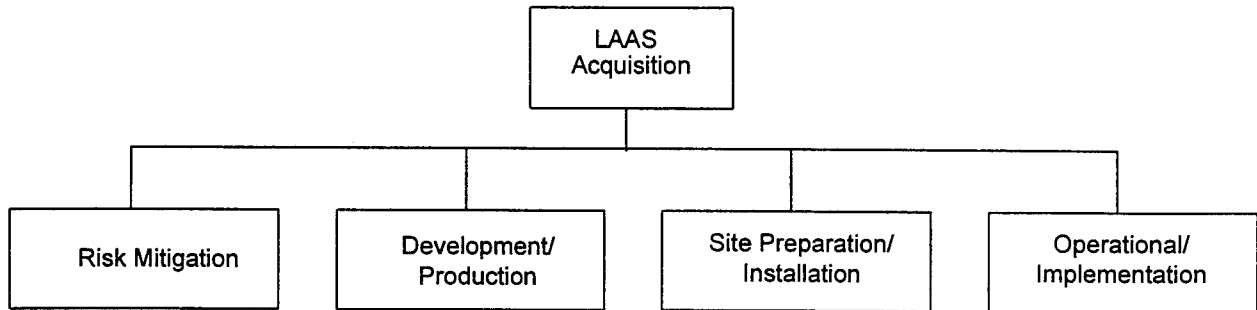 LAAS
Acquisition
Risk Mitigation
Development/
Production
Site Preparation/
Installation
Operational/
Implementation